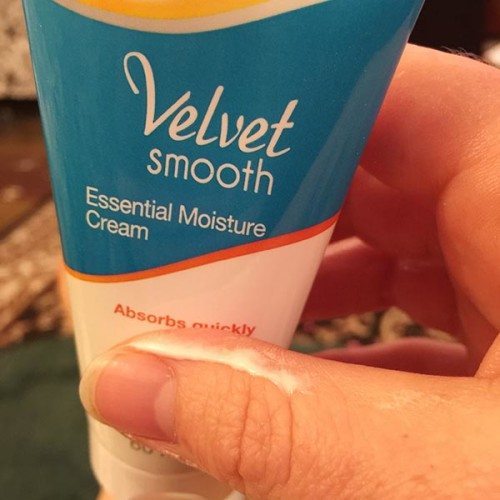 Velvet
smooth
Essential Moisture
Cream
Absorbs quickly